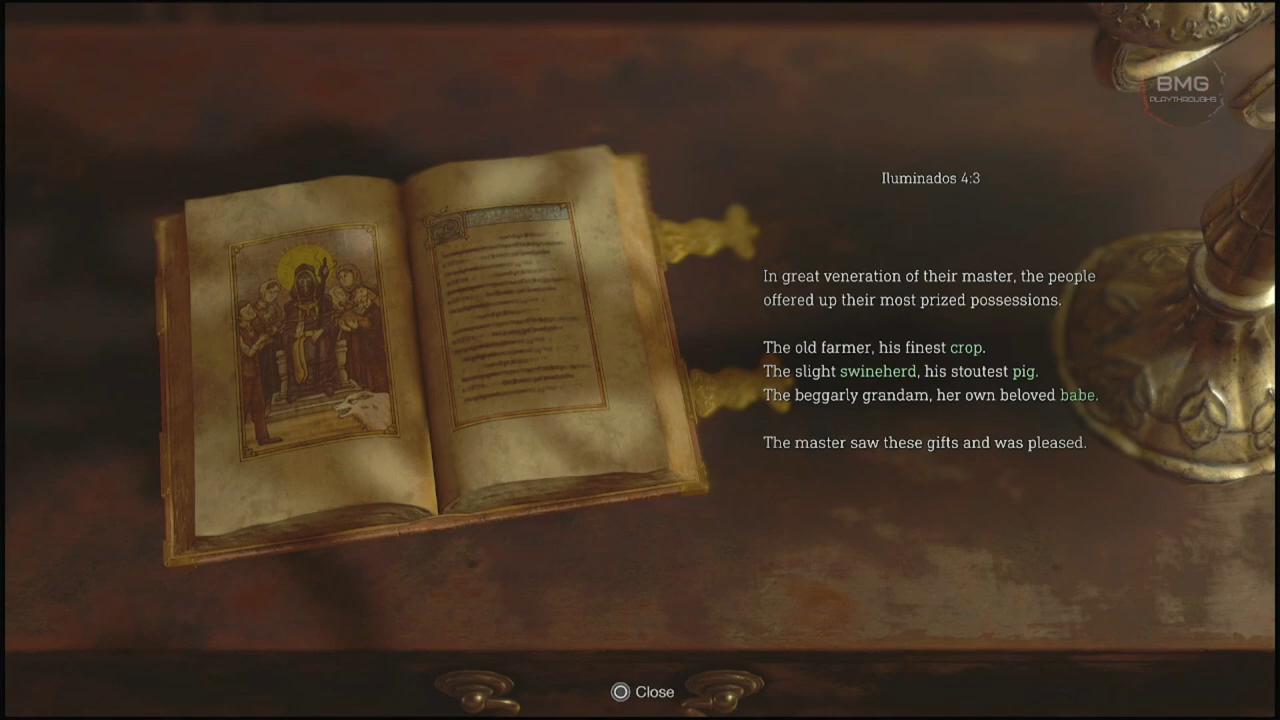 BMG
PLAYTHROUGHS
Iluminados 4:3
In great veneration of their master, the people
offered up their most prized possessions.
The old farmer, his finest crop.
The slight swineherd, his stoutest pig.
The beggarly grandam, her own beloved babe.
The master saw these gifts and was pleased.
Close